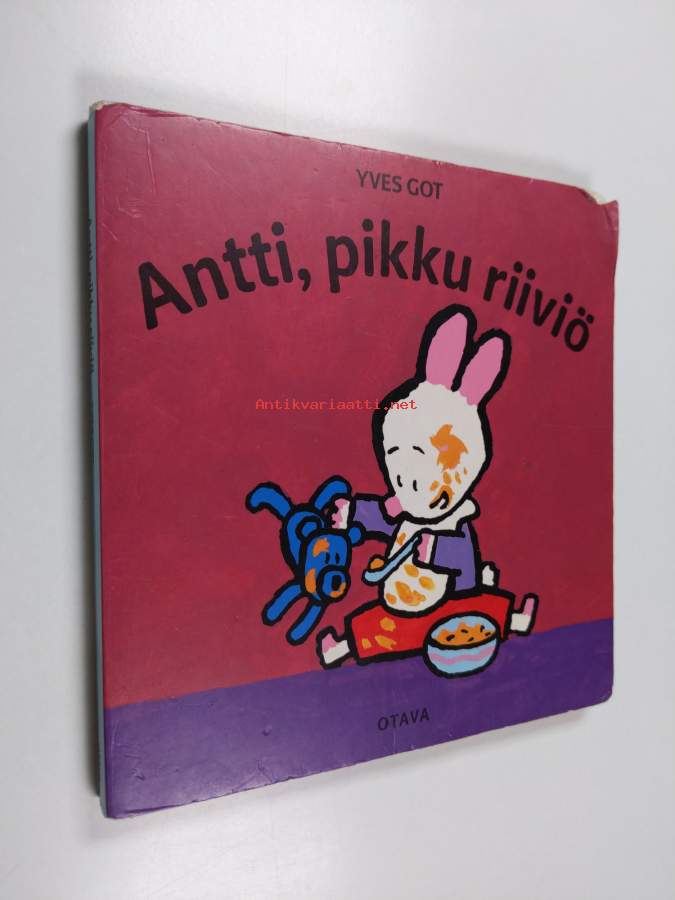 YVES GOT
Antti, pikku riiviö
Antikvariaatti.net
OTAVA